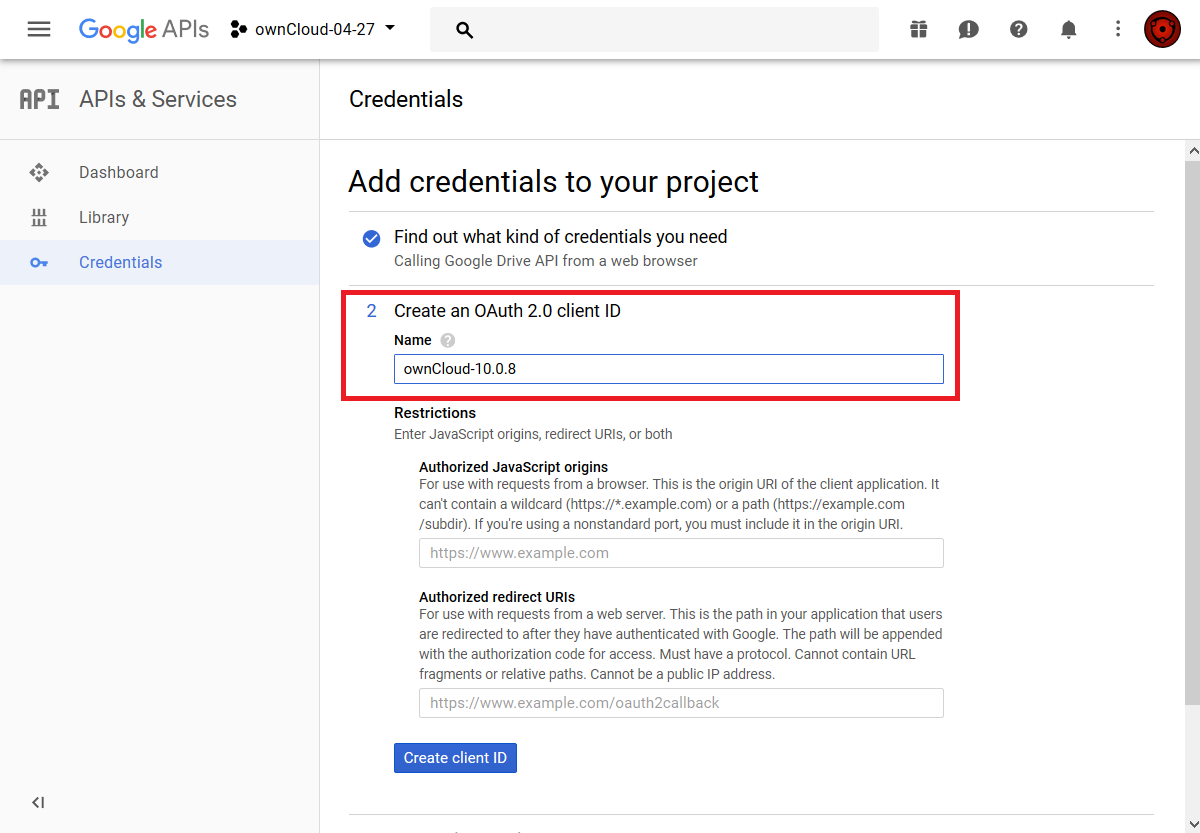 Google APIs
ownCloud-04-27
API APIs & Services
Credentials
Dashboard
Library
Credentials
Add credentials to your project
Find out what kind of credentials you need
Calling Google Drive API from a web browser
2 Create an OAuth 2.0 client ID
Name ?
ownCloud-10.0.8
Restrictions
Enter JavaScript origins, redirect URIs, or both
Authorized JavaScript origins
For use with requests from a browser. This is the origin URI of the client application. It
can't contain a wildcard (https://*.example.com) or a path (https://example.com
/subdir). If you're using a nonstandard port, you must include it in the origin URI.
https://www.example.com
Authorized redirect URIs
For use with requests from a web server. This is the path in your application that users
are redirected to after they have authenticated with Google. The path will be appended
with the authorization code for access. Must have a protocol. Cannot contain URL
fragments or relative paths. Cannot be a public IP address.
https://www.example.com/oauth2callback
Create client ID